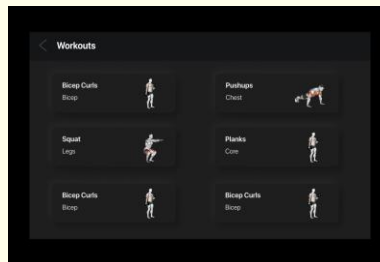 Workouts
Bicep Curls
Bicep
Pushups
Chest
Squat
Legs
Planks
Core
Bicep Curls
Bicep
Bicep Curls
Bicep